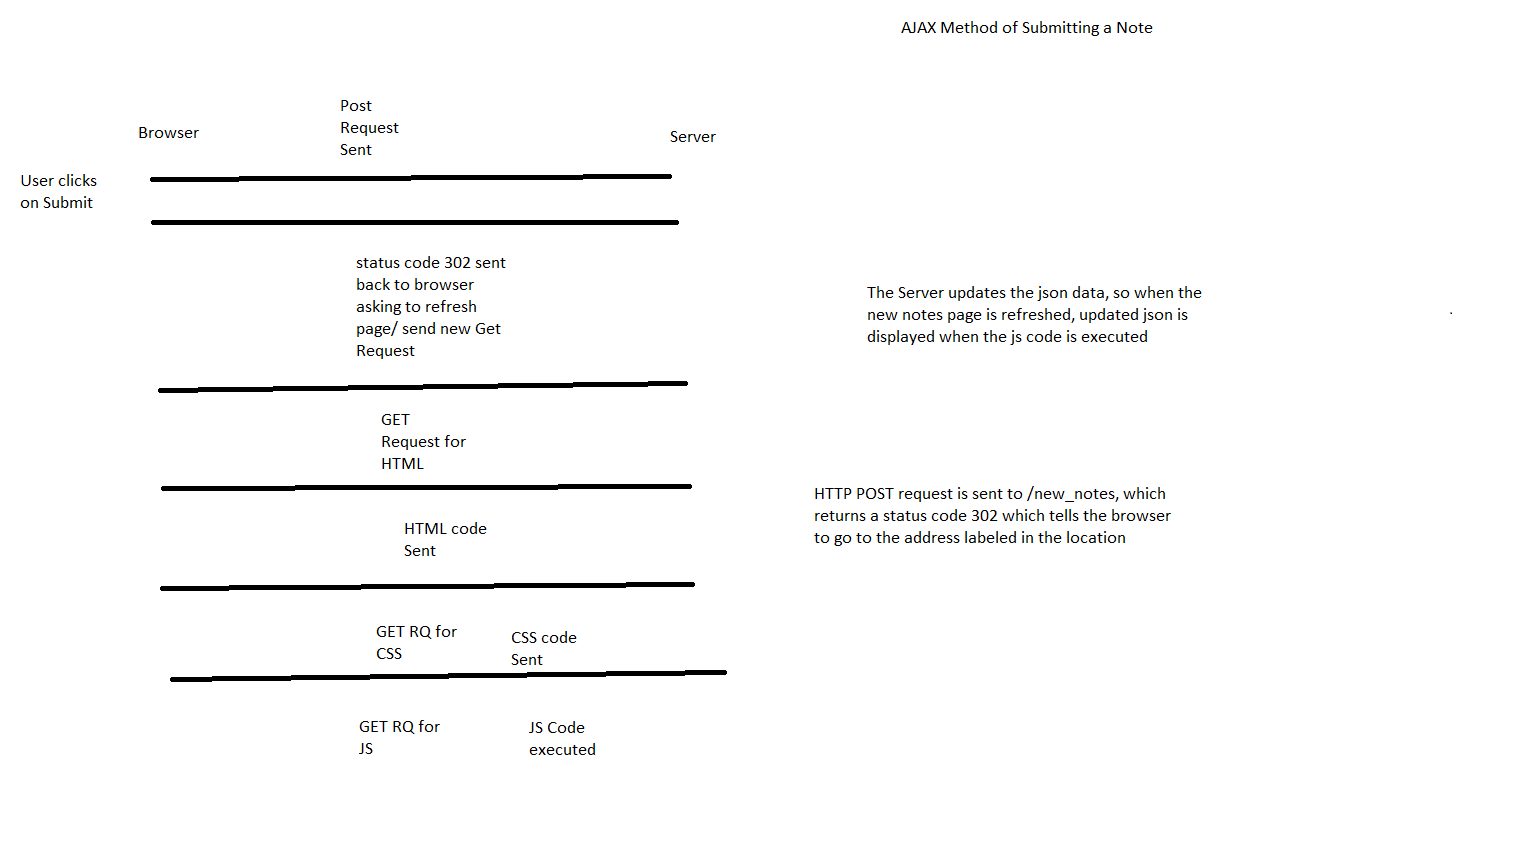 AJAX Method of Submitting a Note
Browser
Post
Request
Sent
Server
User clicks
on Submit
status code 302 sent
back to browser
asking to refresh
page/ send new Get
Request
The Server updates the json data, so when the
new notes page is refreshed, updated json is
displayed when the js code is executed
GET
Request for
HTML
HTTP POST request is sent to /new_notes, which
returns a status code 302 which tells the browser
to go to the address labeled in the location
HTML code
Sent
GET RQ for
CSS
CSS code
Sent
GET RQ for
JS
JS Code
executed